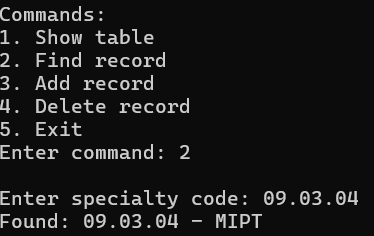 Commands:
1. Show table
2. Find record
3. Add record
4. Delete record
5. Exit
Enter command: 2
Enter specialty code: 09.03.04
Found: 09.03.04 - MIPT